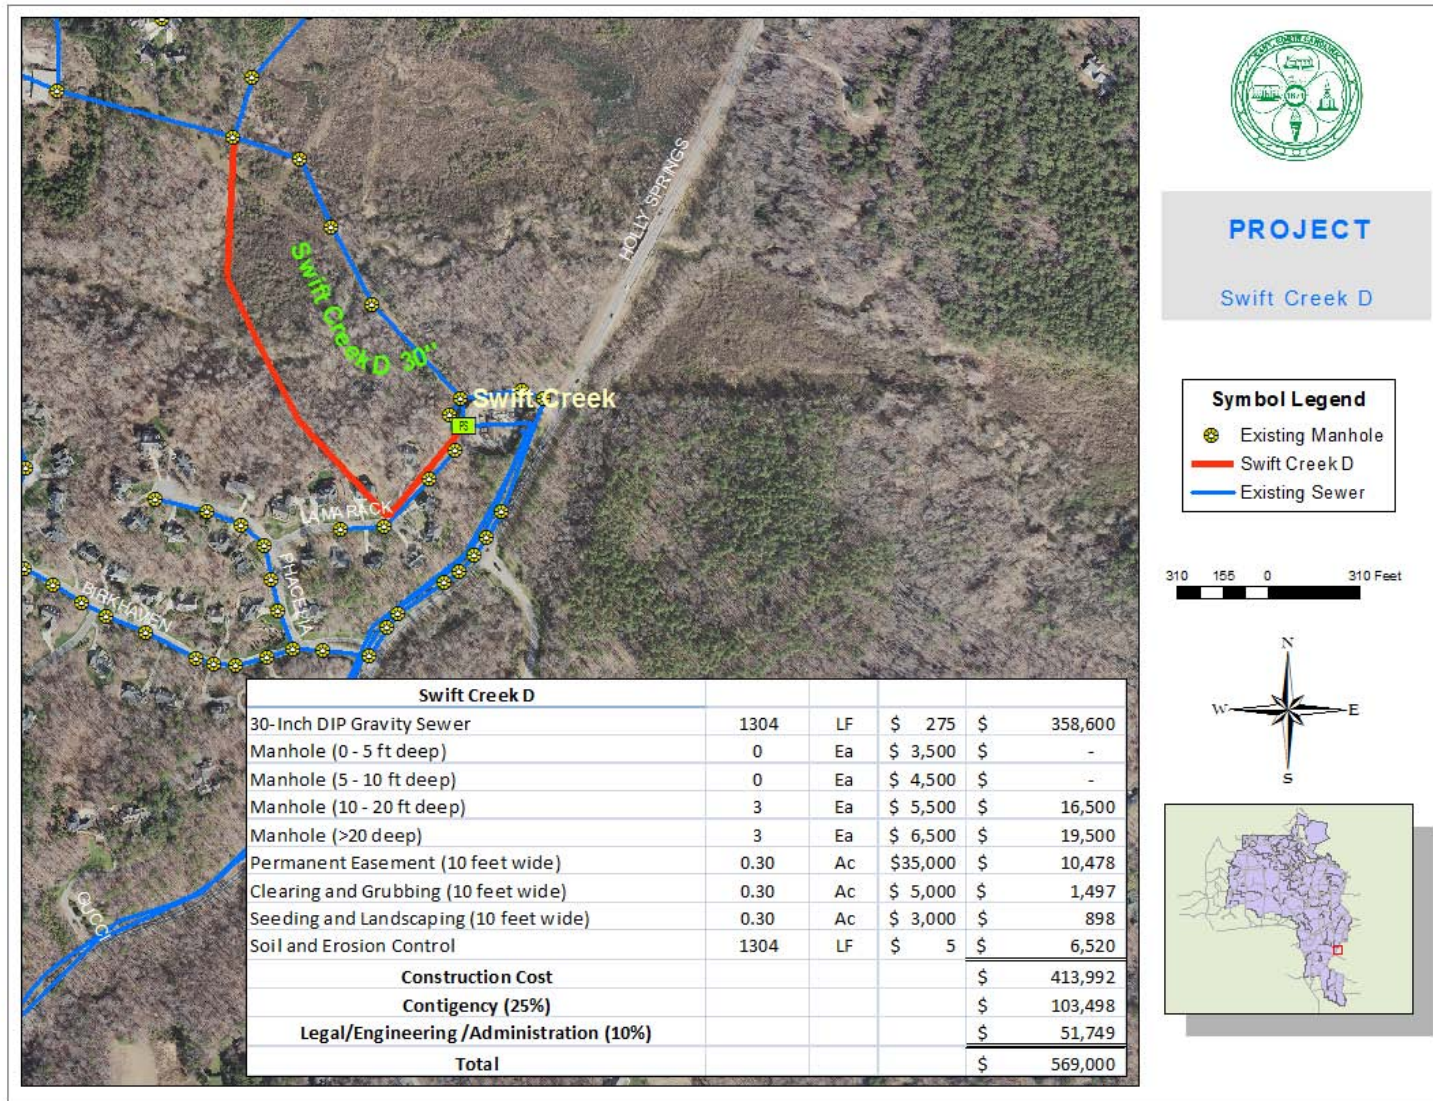 HOLLY SPRINGS
Swift Creek D 30"
Swift Creek
PS
LAMARACK
PHACELIA
BIRKHAVEN
GUCCI
1871
PROJECT
Swift Creek D
Symbol Legend
Existing Manhole
Swift Creek D
Existing Sewer
310 155 0 310 Feet
N
W E
S
Swift Creek D
30-Inch DIP Gravity Sewer 1304 LF $ 275 $ 358,600
Manhole (0 - 5 ft deep) 0 Ea $ 3,500 $ -
Manhole (5 - 10 ft deep) 0 Ea $ 4,500 $ -
Manhole (10 - 20 ft deep) 3 Ea $ 5,500 $ 16,500
Manhole (>20 deep) 3 Ea $ 6,500 $ 19,500
Permanent Easement (10 feet wide) 0.30 Ac $35,000 $ 10,478
Clearing and Grubbing (10 feet wide) 0.30 Ac $ 5,000 $ 1,497
Seeding and Landscaping (10 feet wide) 0.30 Ac $ 3,000 $ 898
Soil and Erosion Control 1304 LF $ 5 $ 6,520
Construction Cost $ 413,992
Contigency (25%) $ 103,498
Legal/Engineering /Administration (10%) $ 51,749
Total $ 569,000